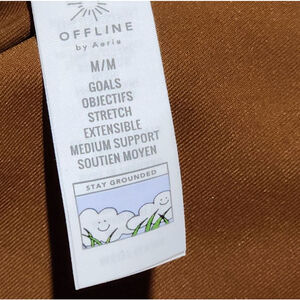 OFFLINE
by Aerie
M/M
GOALS
OBJECTIFS
STRETCH
EXTENSIBLE
MEDIUM SUPPORT
SOUTIEN MOYEN
STAY GROUNDED